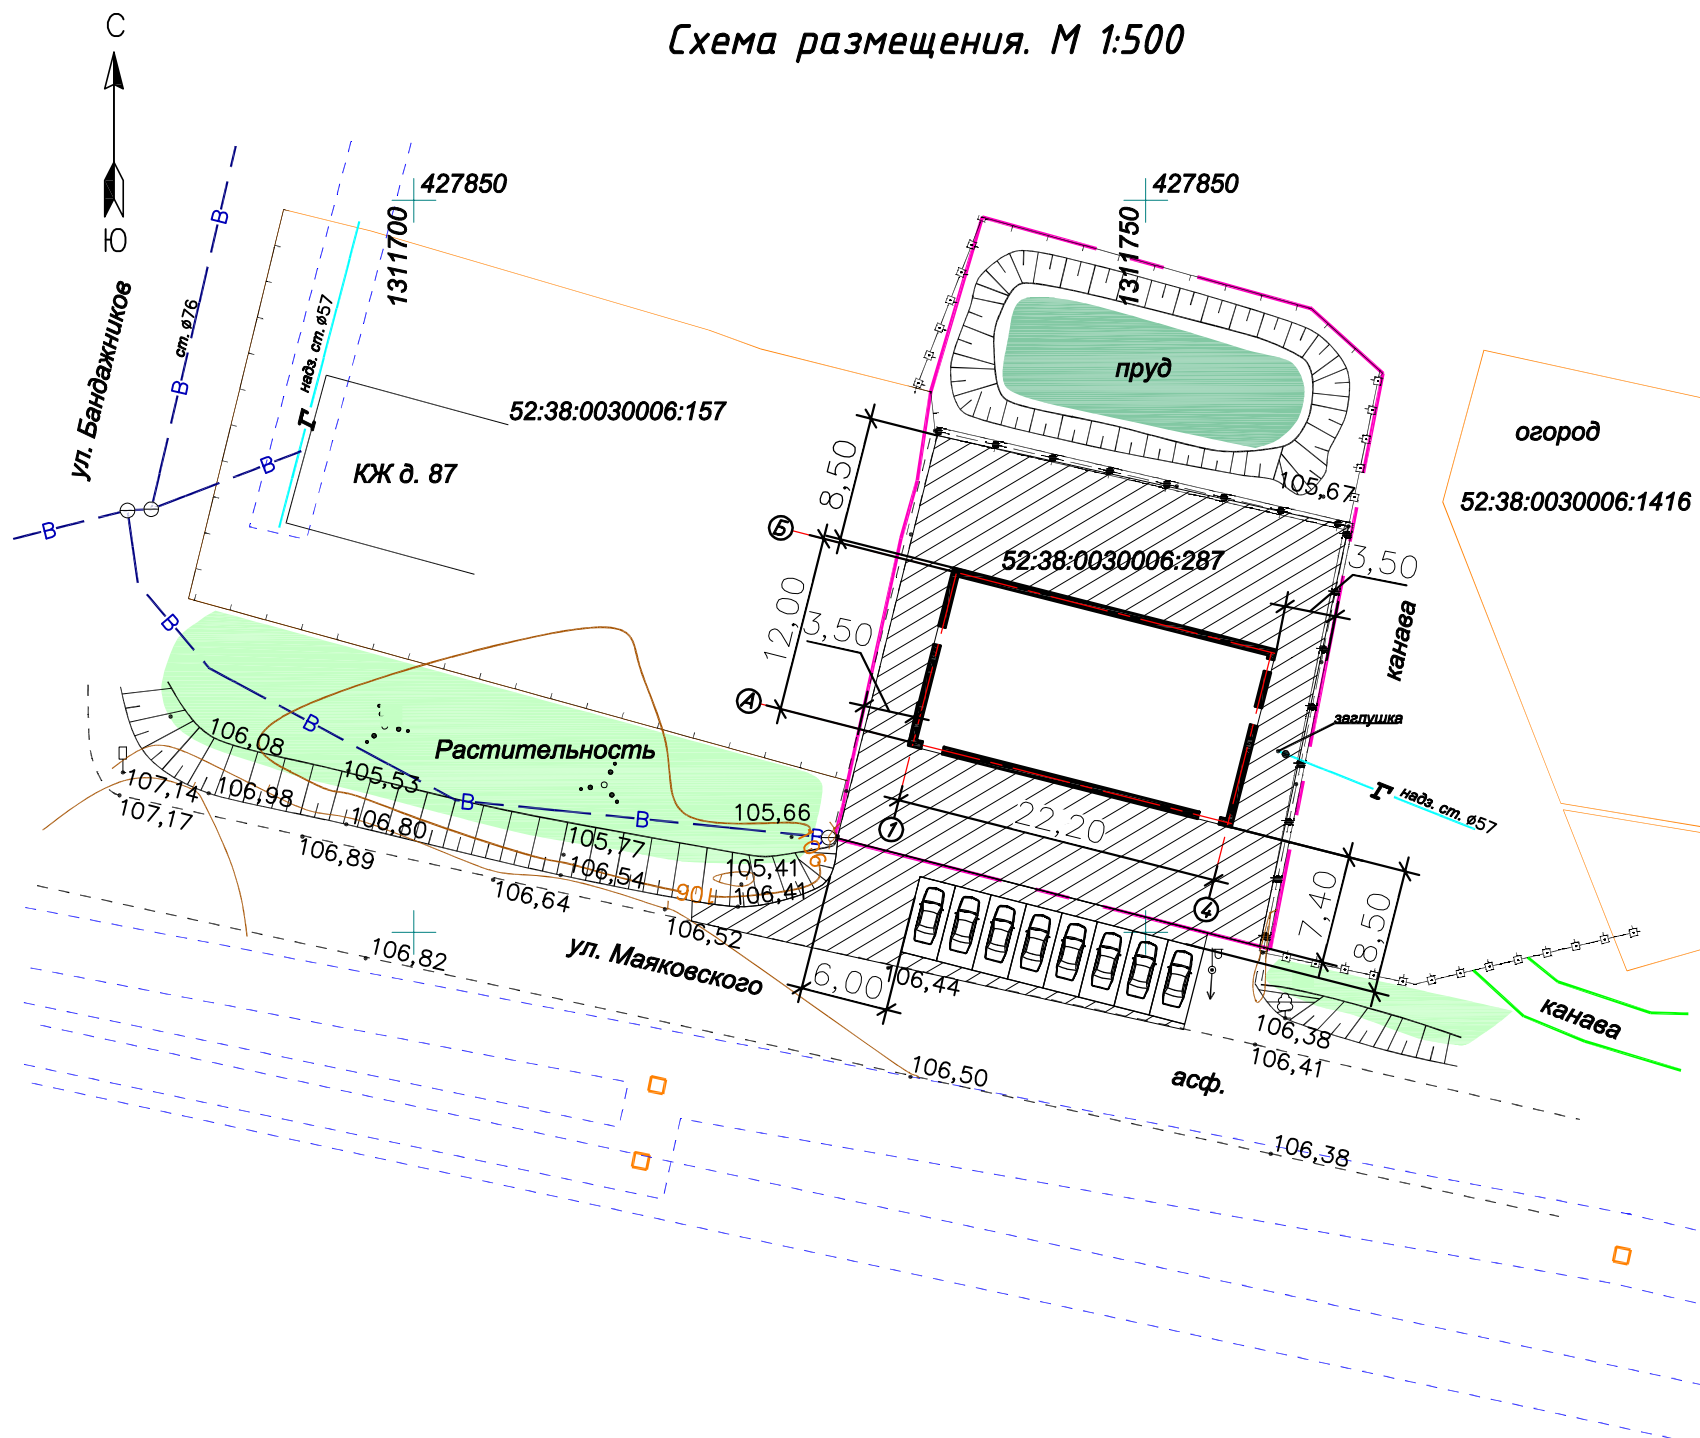 Схема размещения. М 1:500
С
Ю
427850
1311700
427850
1311750
ул. Бандажников
В
ст. ø76
В
Г надз. ст. ø57
52:38:0030006:157
КЖ д. 87
В
В
В
пруд
огород
105,67
52:38:0030006:1416
8,50
Б
52:38:0030006:287
3,50
12,00
3,50
канава
А
заглушка
Г надз. ст. ø57
В
Растительность
106,08
105,53
107,14
106,98
107,17
106,80
В
В
105,66
В
106
106,89
105,77
106,54
105,41
106
106,41
106,64
106,52
1
22,20
4
7,40
8,50
106,82
ул. Маяковского
6,00
106,44
106,38
106,41
канава
106,50
асф.
106,38